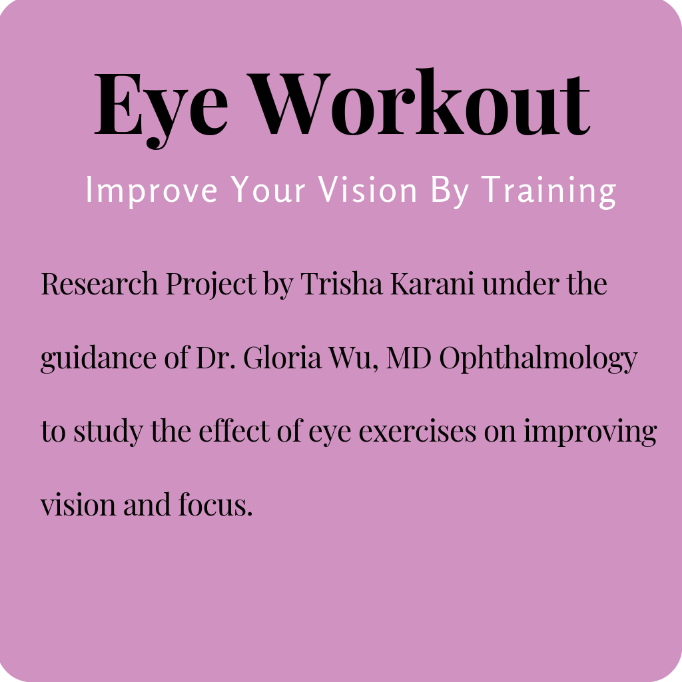 Eye Workout
Improve Your Vision By Training
Research Project by Trisha Karani under the
guidance of Dr. Gloria Wu, MD Ophthalmology
to study the effect of eye exercises on improving
vision and focus.